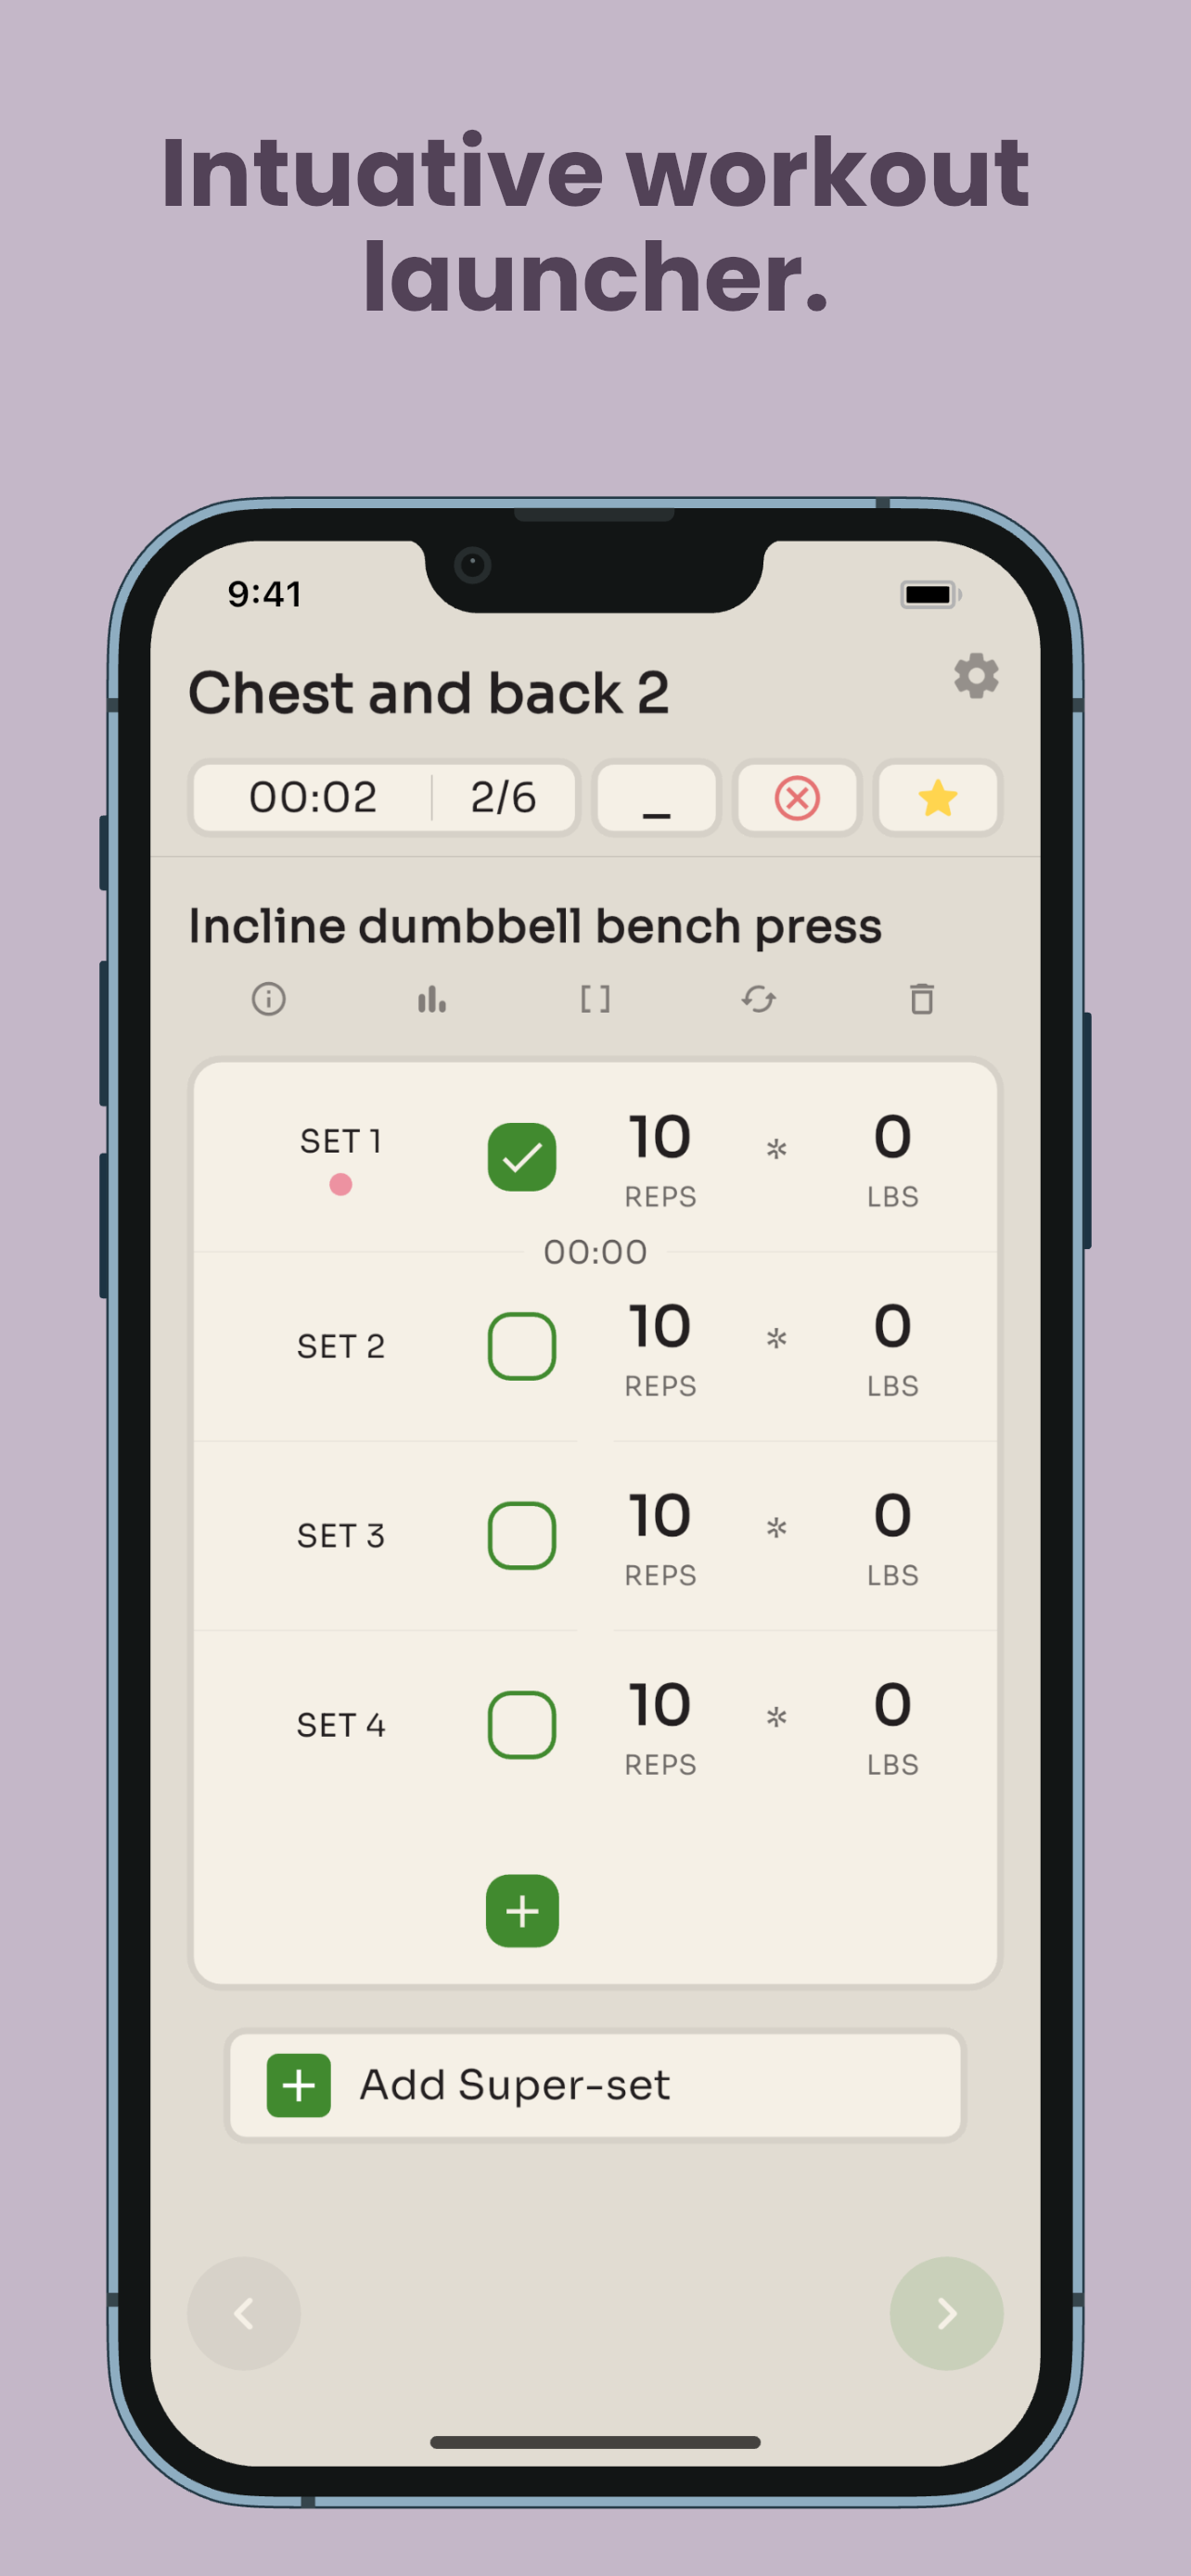 Intuative workout
launcher.
9:41
Chest and back 2
00:02 2/6 _
Incline dumbbell bench press
SET 1 10 * 0
REPS LBS
00:00
SET 2 10 * 0
REPS LBS
SET 3 10 * 0
REPS LBS
SET 4 10 * 0
REPS LBS
+
+ Add Super-set